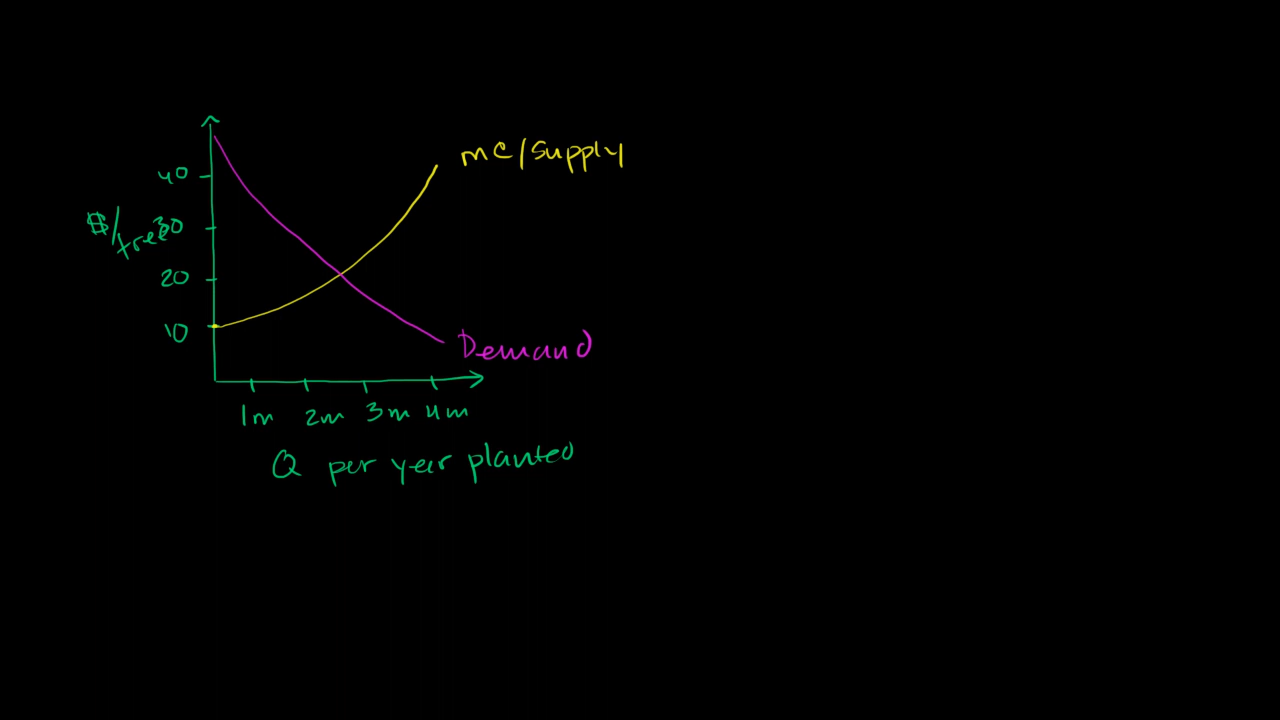 MC/Supply
40
$/tree
30
20
10
Demand
1m 2m 3m 4m
Q per year planted